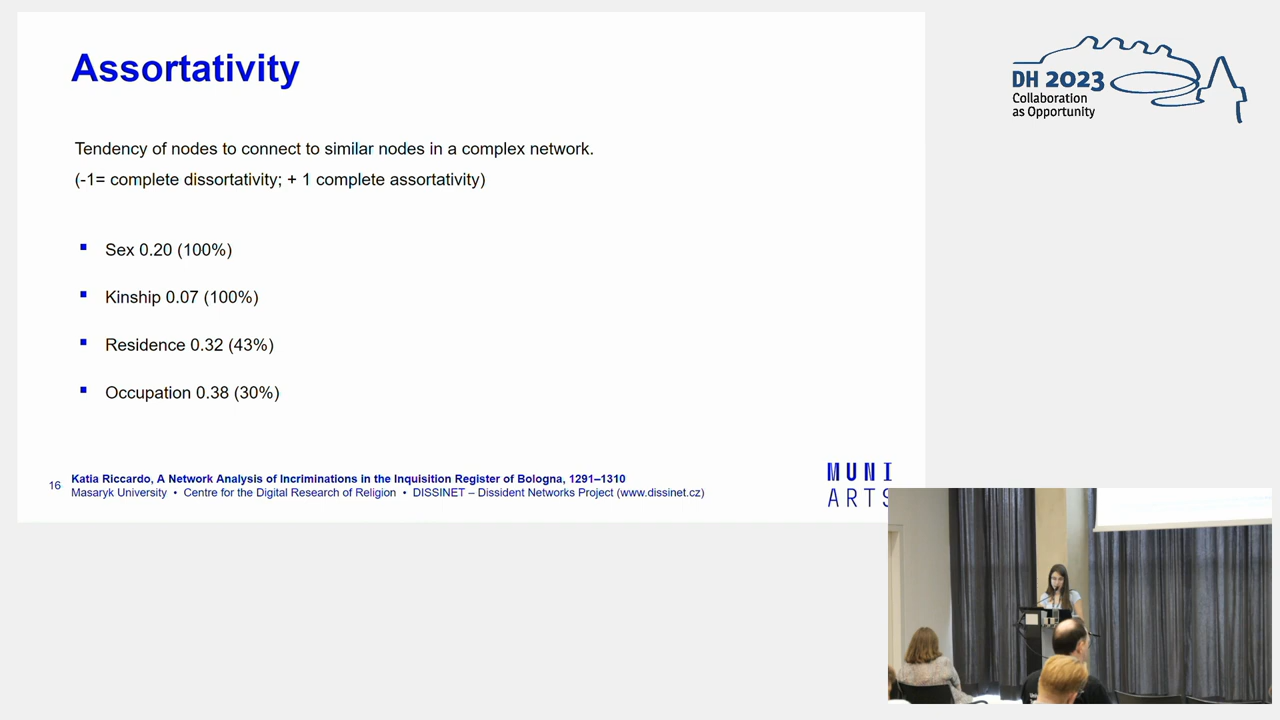 Assortativity
Tendency of nodes to connect to similar nodes in a complex network.
(-1= complete dissortativity; + 1 complete assortativity)
▪ Sex 0.20 (100%)
▪ Kinship 0.07 (100%)
▪ Residence 0.32 (43%)
▪ Occupation 0.38 (30%)
16 Katia Riccardo, A Network Analysis of Incriminations in the Inquisition Register of Bologna, 1291–1310
Masaryk University • Centre for the Digital Research of Religion • DISSINET – Dissident Networks Project (www.dissinet.cz)
MUNI
ARTS
DH 2023
Collaboration
as Opportunity